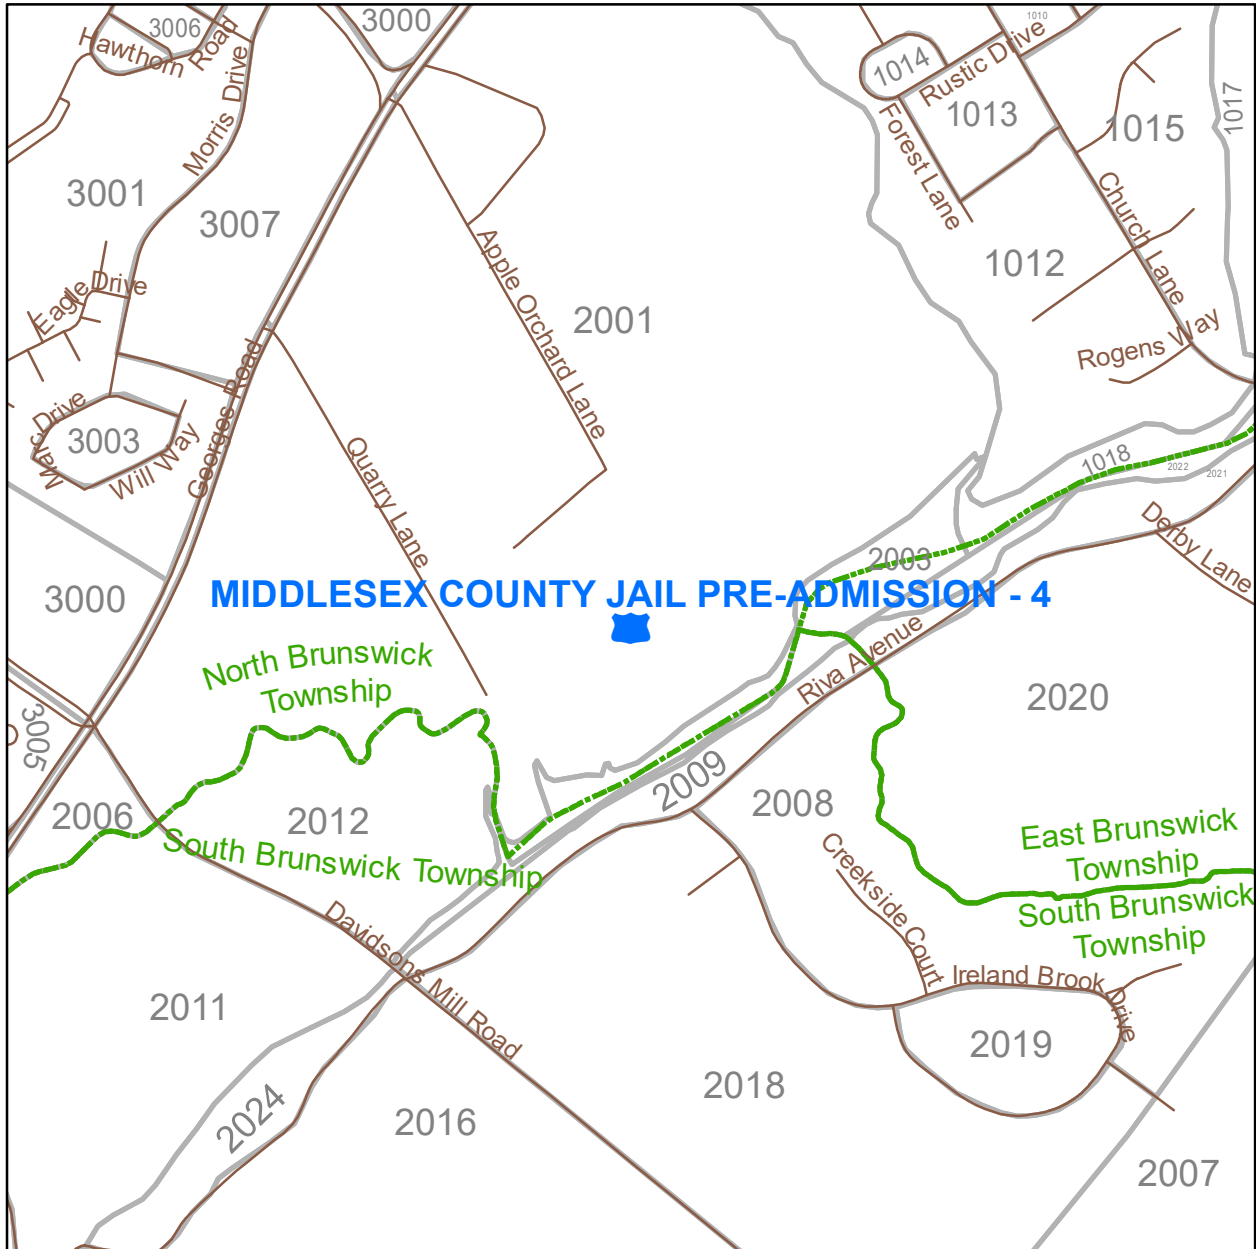 3006
3000
1010
Hawthorn Road
Morris Drive
1014
Rustic Drive
1013
1015
1017
Forest Lane
3001
3007
Church Lane
1012
Apple Orchard Lane
2001
Eagle Drive
Rogens Way
Georges Road
Marc Drive
3003
Will Way
Quarry Lane
1018
2022
2021
Derby Lane
2003
3000
MIDDLESEX COUNTY JAIL PRE-ADMISSION - 4
North Brunswick
Township
Riva Avenue
2020
3005
2009
2008
2006
2012
South Brunswick Township
East Brunswick
Township
South Brunswick
Township
Creekside Court
Davidsons Mill Road
Ireland Brook Drive
2011
2019
2018
2024
2016
2007